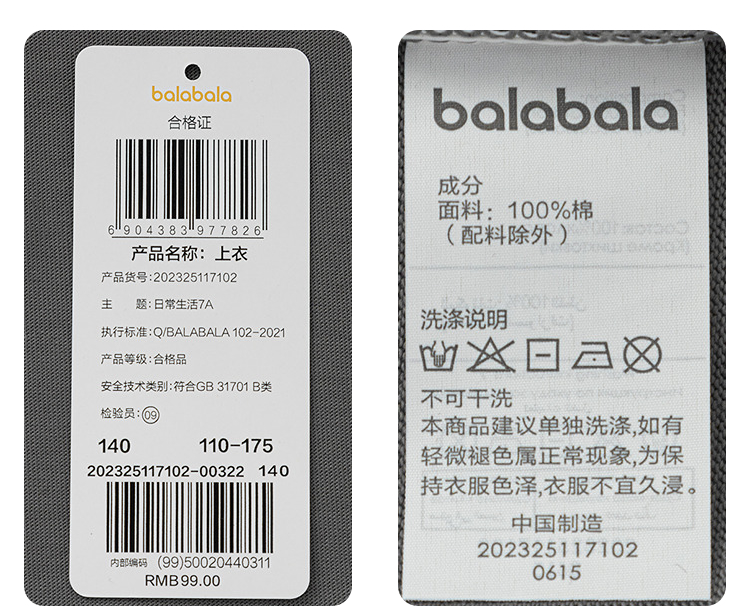 balabala
合格证
6904383977826
产品名称：上衣
产品货号：202325117102
主 题：日常生活7A
执行标准：Q/BALABALA 102-2021
产品等级：合格品
安全技术类别：符合GB 31701 B类
检验员：09
140 110-175
202325117102-00322 140
内部编码 (99)50020440311
RMB99.00
balabala
成分
面料：100%棉
（配料除外）
洗涤说明
不可干洗
本商品建议单独洗涤,如有
轻微褪色属正常现象,为保
持衣服色泽,衣服不宜久浸。
中国制造
202325117102
0615